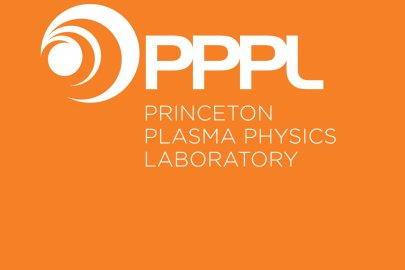 PPPL
PRINCETON
PLASMA PHYSICS
LABORATORY